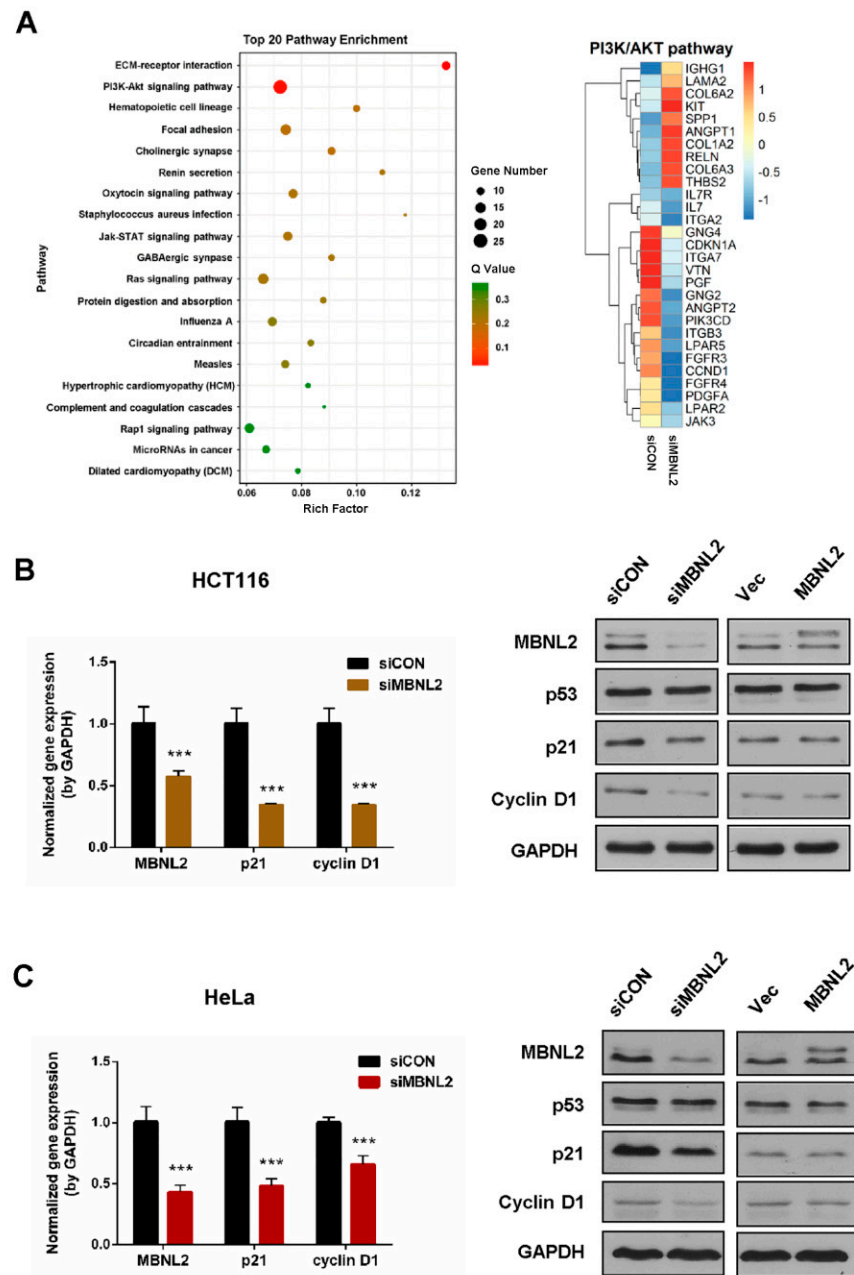 A
Top 20 Pathway Enrichment
Pathway
ECM-receptor interaction
PI3K-Akt signaling pathway
Hematopoietic cell lineage
Focal adhesion
Cholinergic synapse
Renin secretion
Oxytocin signaling pathway
Staphylococcus aureus infection
Jak-STAT signaling pathway
GABAergic synpase
Ras signaling pathway
Protein digestion and absorption
Influenza A
Circadian entrainment
Measles
Hypertrophic cardiomyopathy (HCM)
Complement and coagulation cascades
Rap1 signaling pathway
MicroRNAs in cancer
Dilated cardiomyopathy (DCM)
0.06 0.08 0.10 0.12
Rich Factor
Gene Number
10
15
20
25
Q Value
0.3
0.2
0.1
PI3K/AKT pathway
IGHG1
LAMA2
COL6A2
KIT
SPP1
ANGPT1
COL1A2
RELN
COL6A3
THBS2
IL7R
IL7
ITGA2
GNG4
CDKN1A
ITGA7
VTN
PGF
GNG2
ANGPT2
PIK3CD
ITGB3
LPAR5
FGFR3
CCND1
FGFR4
PDGFA
LPAR2
JAK3
siCON siMBNL2
1
0.5
0
-0.5
-1
B
HCT116
Normalized gene expression
(by GAPDH)
1.5
1.0
0.5
0.0
siCON
siMBNL2
*** *** ***
MBNL2 p21 cyclin D1
siCON siMBNL2 Vec MBNL2
MBNL2
p53
p21
Cyclin D1
GAPDH
C
HeLa
Normalized gene expression
(by GAPDH)
1.5
1.0
0.5
0.0
siCON
siMBNL2
*** *** ***
MBNL2 p21 cyclin D1
siCON siMBNL2 Vec MBNL2
MBNL2
p53
p21
Cyclin D1
GAPDH